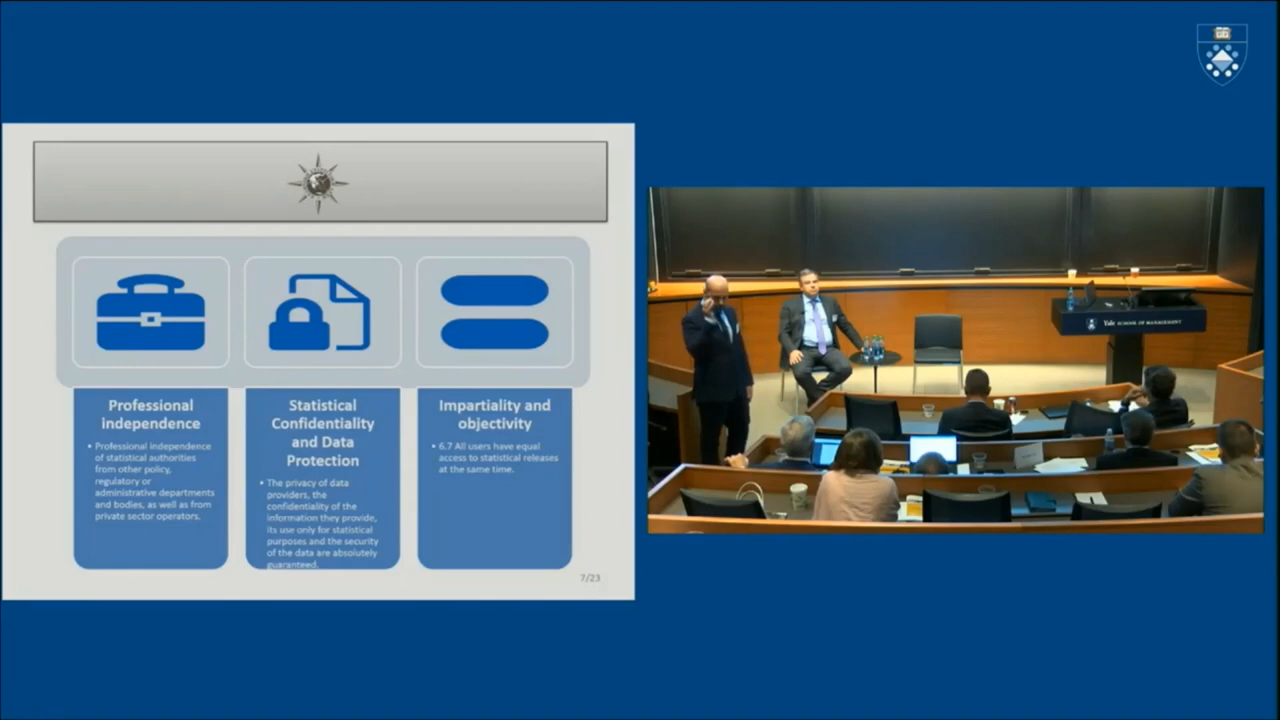 Professional
independence
• Professional independence
of statistical authorities
from other policy,
regulatory or
administrative departments
and bodies, as well as from
private sector operators.
Statistical
Confidentiality
and Data
Protection
• The privacy of data
providers, the
confidentiality of the
information they provide,
its use only for statistical
purposes and the security
of the data are absolutely
guaranteed.
Impartiality and
objectivity
• 6.7 All users have equal
access to statistical releases
at the same time.
7/23
Yale SCHOOL OF MANAGEMENT